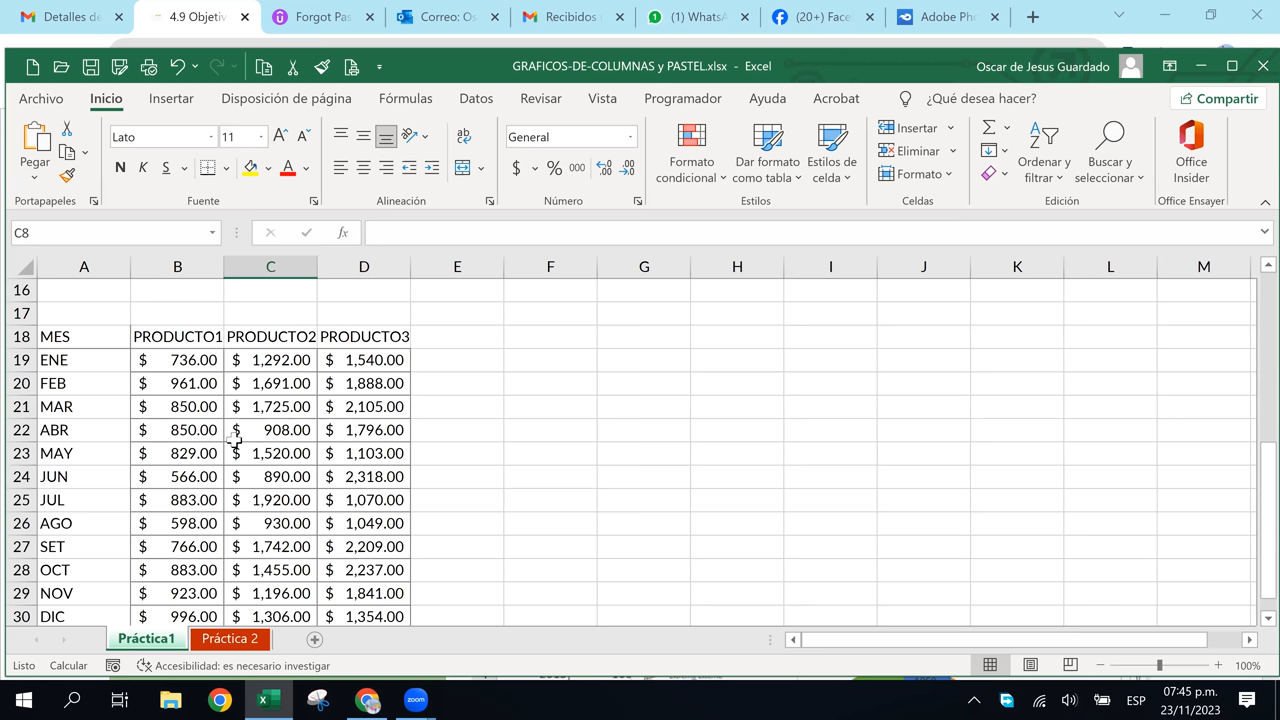 Detalles de
4.9 Objetiv
Forgot Pas
Correo: Os
Recibidos
(1) WhatsA
(20+) Face
Adobe Pho
GRAFICOS-DE-COLUMNAS y PASTEL.xlsx - Excel
Oscar de Jesus Guardado
Archivo Inicio Insertar Disposición de página Fórmulas Datos Revisar Vista Programador Ayuda Acrobat ¿Qué desea hacer? Compartir
Pegar
Lato 11
N K S
General
$ % 000
Formato condicional
Dar formato como tabla
Estilos de celda
Insertar
Eliminar
Formato
Ordenar y filtrar
Buscar y seleccionar
Office Insider
Portapapeles Fuente Alineación Número Estilos Celdas Edición Office Ensayer
C8 fx
A B C D E F G H I J K L M
16
17
18 MES PRODUCTO1 PRODUCTO2 PRODUCTO3
19 ENE $ 736.00 $ 1,292.00 $ 1,540.00
20 FEB $ 961.00 $ 1,691.00 $ 1,888.00
21 MAR $ 850.00 $ 1,725.00 $ 2,105.00
22 ABR $ 850.00 $ 908.00 $ 1,796.00
23 MAY $ 829.00 $ 1,520.00 $ 1,103.00
24 JUN $ 566.00 $ 890.00 $ 2,318.00
25 JUL $ 883.00 $ 1,920.00 $ 1,070.00
26 AGO $ 598.00 $ 930.00 $ 1,049.00
27 SET $ 766.00 $ 1,742.00 $ 2,209.00
28 OCT $ 883.00 $ 1,455.00 $ 2,237.00
29 NOV $ 923.00 $ 1,196.00 $ 1,841.00
30 DIC $ 996.00 $ 1,306.00 $ 1,354.00
Práctica1 Práctica 2
Listo Calcular Accesibilidad: es necesario investigar 100%
zoom
ESP
07:45 p.m.
23/11/2023